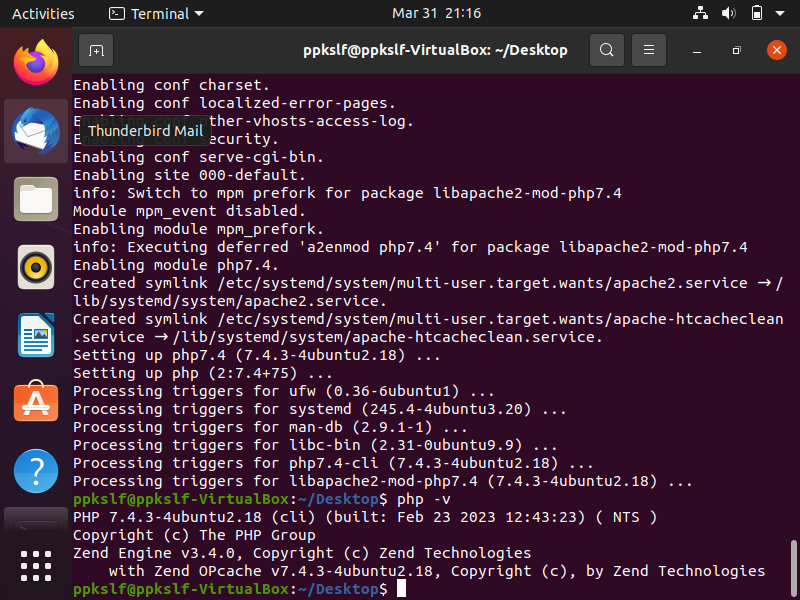 Activities
Terminal
Mar 31 21:16
ppkslf@ppkslf-VirtualBox: ~/Desktop
Enabling conf charset.
Enabling conf localized-error-pages.
Enabling conf other-vhosts-access-log.
Thunderbird Mail
Enabling conf security.
Enabling conf serve-cgi-bin.
Enabling site 000-default.
info: Switch to mpm prefork for package libapache2-mod-php7.4
Module mpm_event disabled.
Enabling module mpm_prefork.
info: Executing deferred 'a2enmod php7.4' for package libapache2-mod-php7.4
Enabling module php7.4.
Created symlink /etc/systemd/system/multi-user.target.wants/apache2.service → /
lib/systemd/system/apache2.service.
Created symlink /etc/systemd/system/multi-user.target.wants/apache-htcacheclean
.service → /lib/systemd/system/apache-htcacheclean.service.
Setting up php7.4 (7.4.3-4ubuntu2.18) ...
Setting up php (2:7.4+75) ...
Processing triggers for ufw (0.36-6ubuntu1) ...
Processing triggers for systemd (245.4-4ubuntu3.20) ...
Processing triggers for man-db (2.9.1-1) ...
Processing triggers for libc-bin (2.31-0ubuntu9.9) ...
Processing triggers for php7.4-cli (7.4.3-4ubuntu2.18) ...
Processing triggers for libapache2-mod-php7.4 (7.4.3-4ubuntu2.18) ...
ppkslf@ppkslf-VirtualBox:~/Desktop$ php -v
PHP 7.4.3-4ubuntu2.18 (cli) (built: Feb 23 2023 12:43:23) ( NTS )
Copyright (c) The PHP Group
Zend Engine v3.4.0, Copyright (c) Zend Technologies
    with Zend OPcache v7.4.3-4ubuntu2.18, Copyright (c), by Zend Technologies
ppkslf@ppkslf-VirtualBox:~/Desktop$